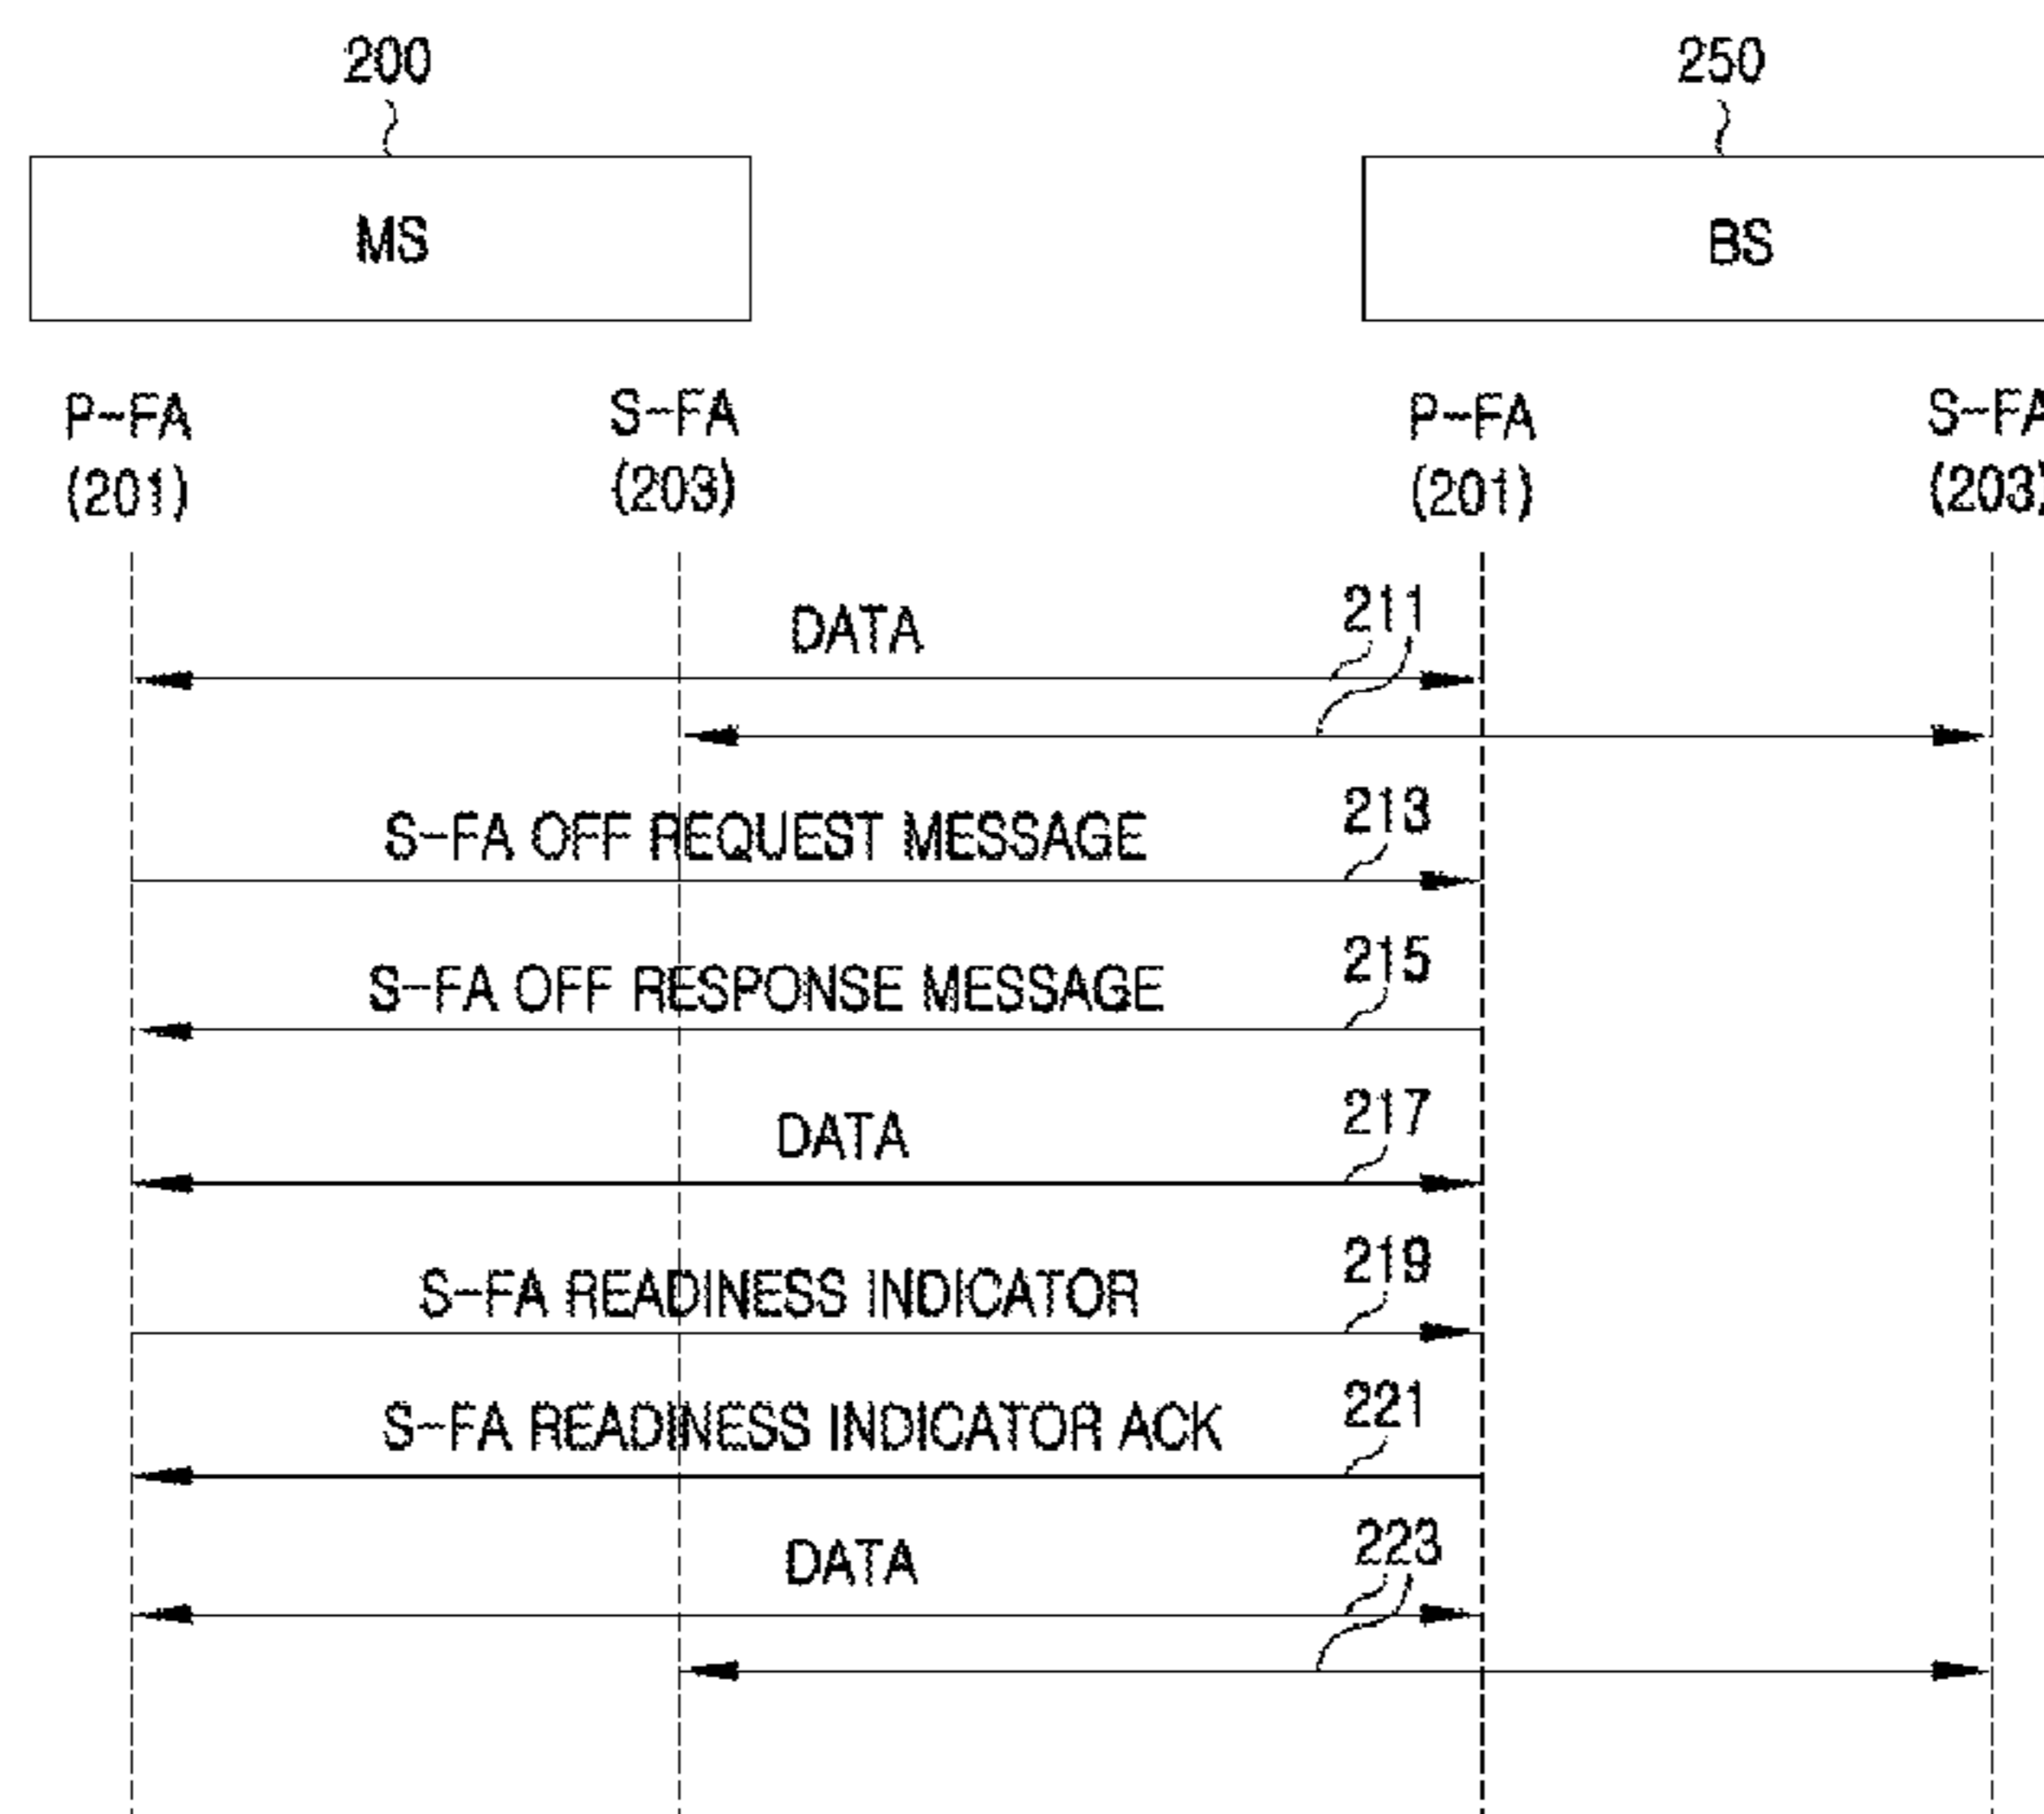 200
250
MS
BS
P-FA
(201)
S-FA
(203)
P-FA
(201)
S-FA
(203)
DATA
211
S-FA OFF REQUEST MESSAGE
213
S-FA OFF RESPONSE MESSAGE
215
DATA
217
S-FA READINESS INDICATOR
219
S-FA READINESS INDICATOR ACK
221
DATA
223